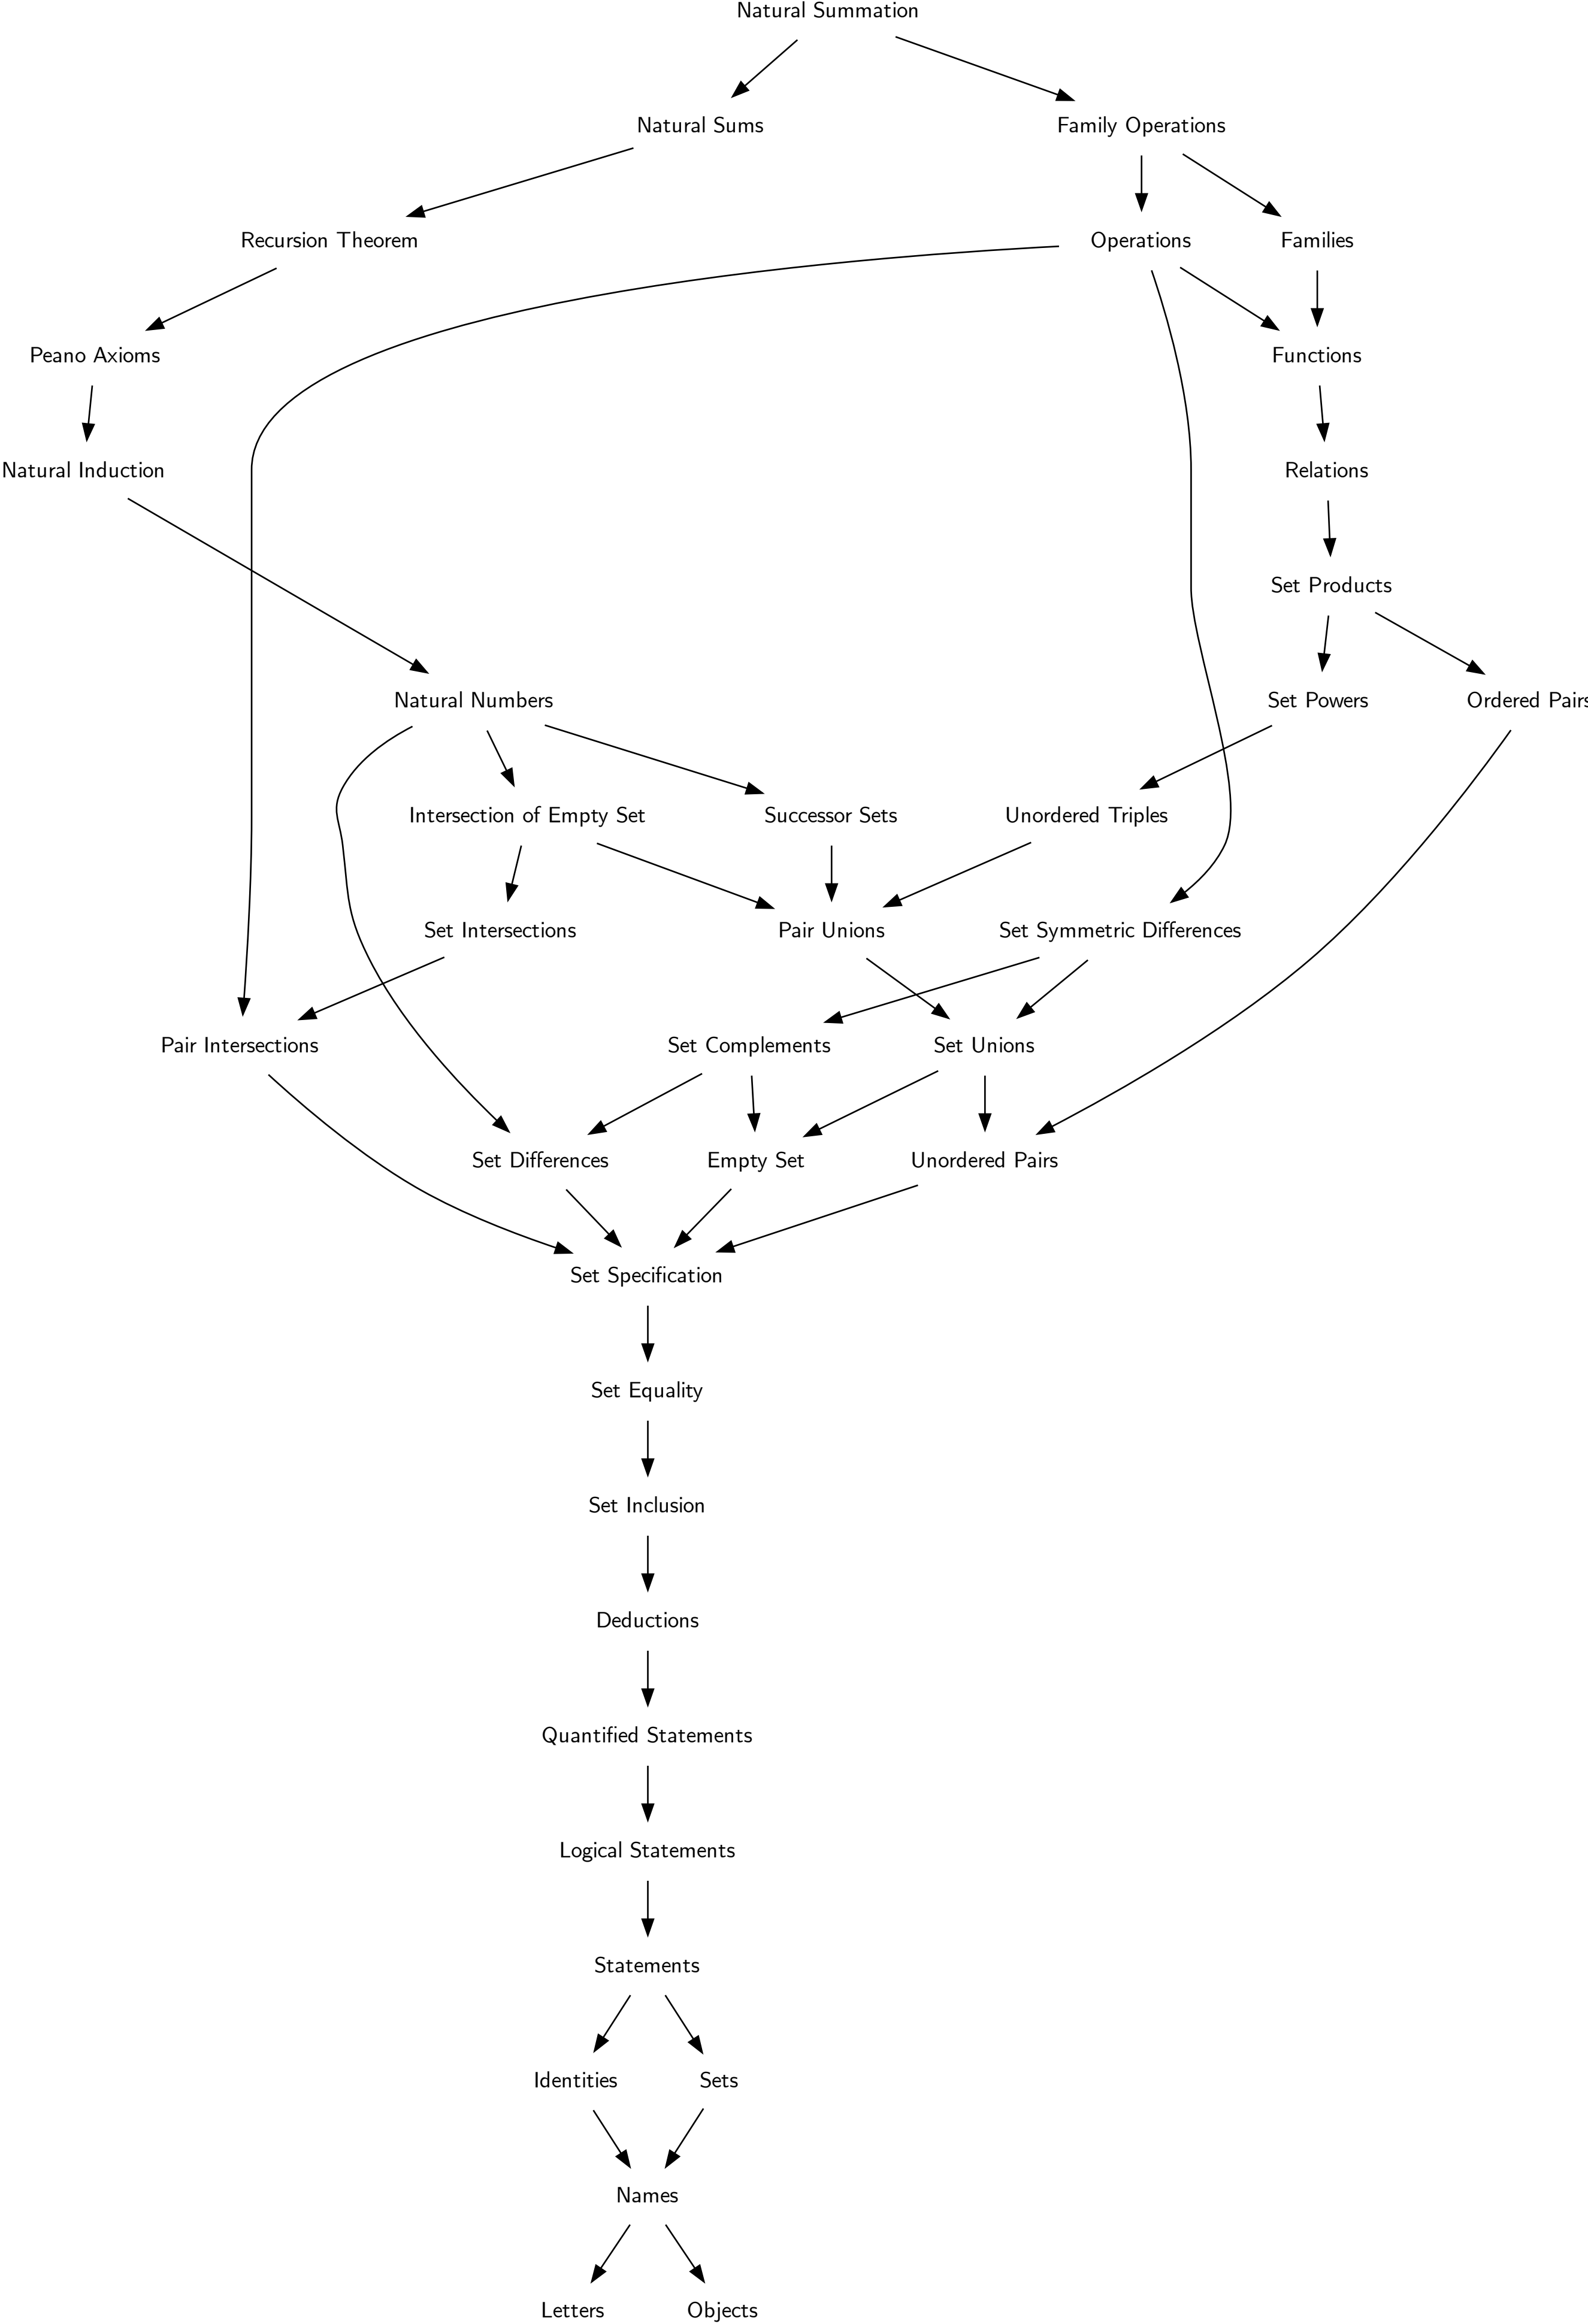 Natural Summation
Natural Sums
Family Operations
Recursion Theorem
Operations
Families
Peano Axioms
Functions
Natural Induction
Relations
Set Products
Natural Numbers
Set Powers
Ordered Pairs
Intersection of Empty Set
Successor Sets
Unordered Triples
Set Intersections
Pair Unions
Set Symmetric Differences
Pair Intersections
Set Complements
Set Unions
Set Differences
Empty Set
Unordered Pairs
Set Specification
Set Equality
Set Inclusion
Deductions
Quantified Statements
Logical Statements
Statements
Identities
Sets
Names
Letters
Objects